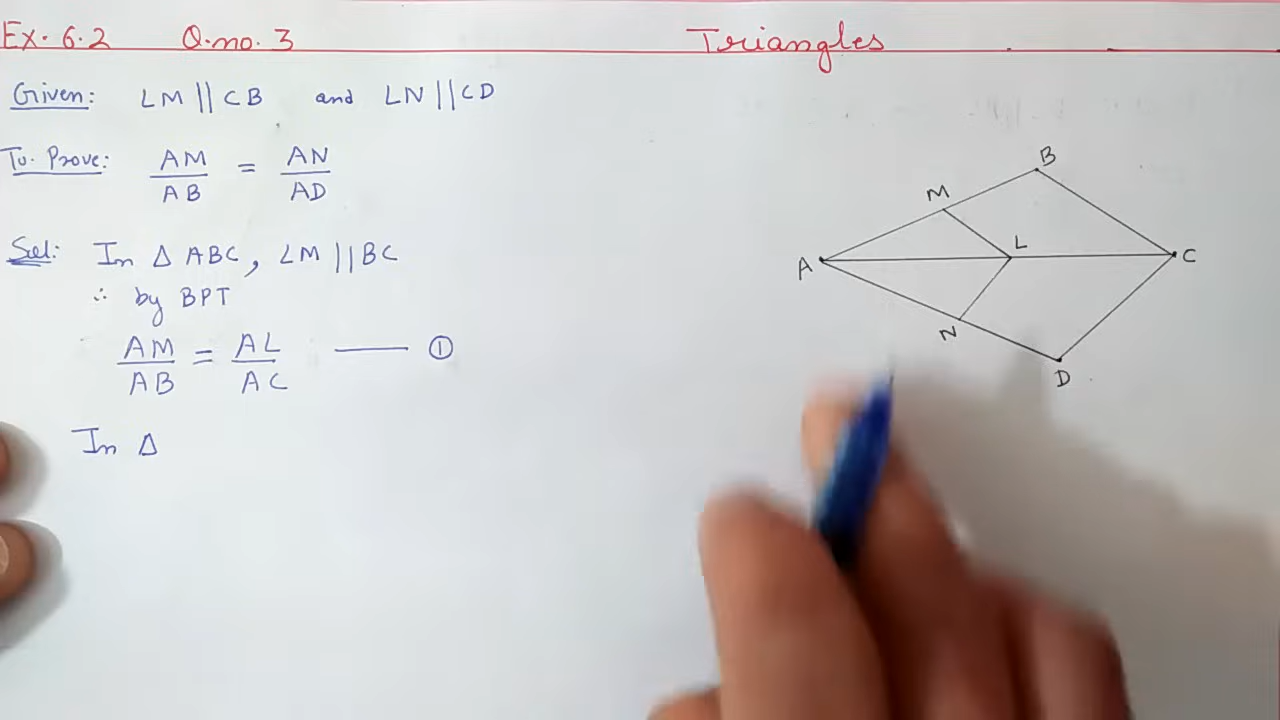 Ex. 6.2 Q.no. 3 Triangles
Given: LM || CB and LN || CD
To Prove: AM/AB = AN/AD
Sol: In Δ ABC, LM || BC
∴ by BPT
AM/AB = AL/AC —— ①
In Δ
B
M
L
A
C
N
D